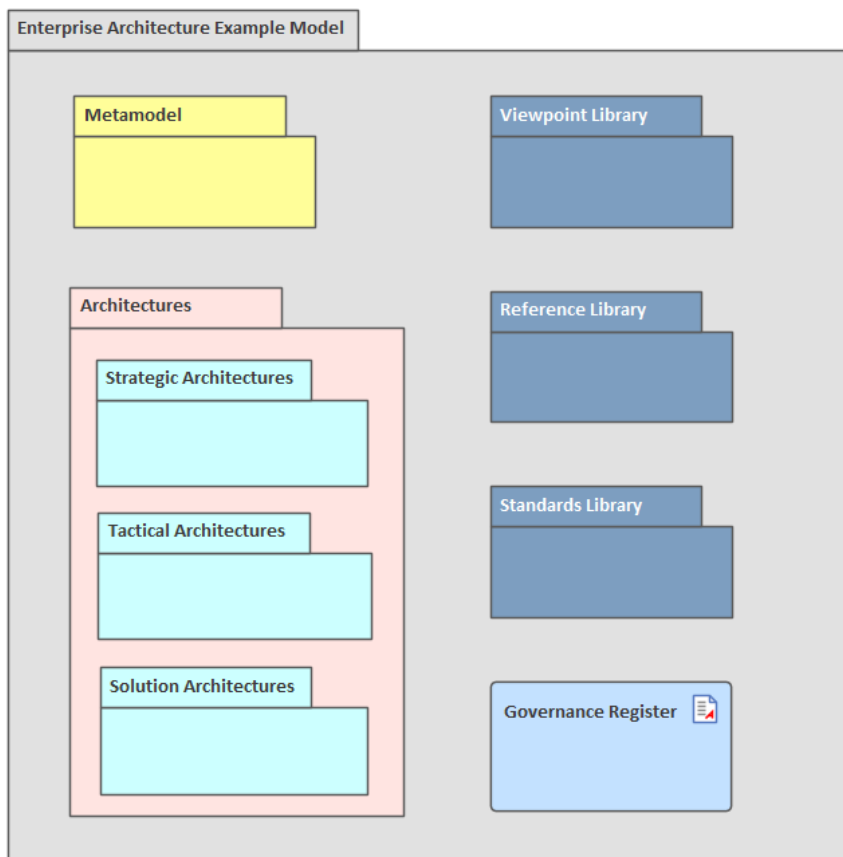 Enterprise Architecture Example Model
Metamodel
Viewpoint Library
Architectures
Reference Library
Strategic Architectures
Standards Library
Tactical Architectures
Solution Architectures
Governance Register